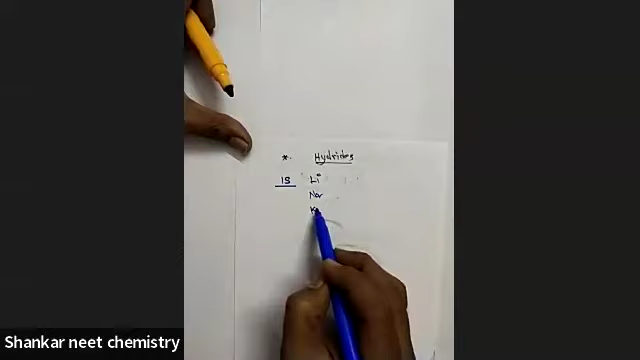 *. Hydrides
1S Li
Na
K
Shankar neet chemistry